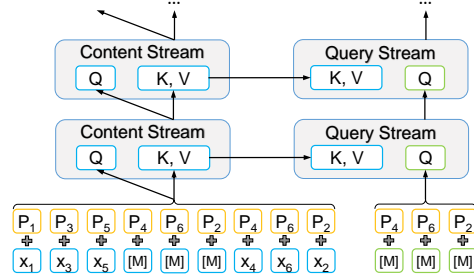 ... ...
Content Stream Query Stream
Q K, V K, V Q
Content Stream Query Stream
Q K, V K, V Q
P1 P3 P5 P4 P6 P2 P4 P6 P2 P4 P6 P2
x1 x3 x5 [M] [M] [M] x4 x6 x2 [M] [M] [M]